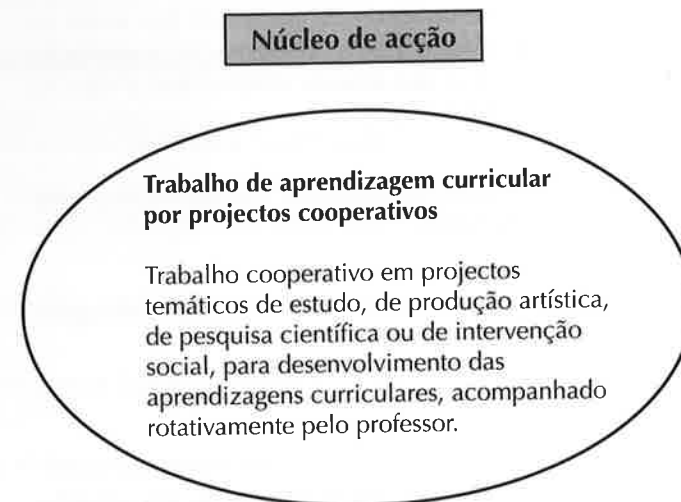 Núcleo de acção
Trabalho de aprendizagem curricular
por projectos cooperativos
Trabalho cooperativo em projectos
temáticos de estudo, de produção artística,
de pesquisa científica ou de intervenção
social, para desenvolvimento das
aprendizagens curriculares, acompanhado
rotativamente pelo professor.